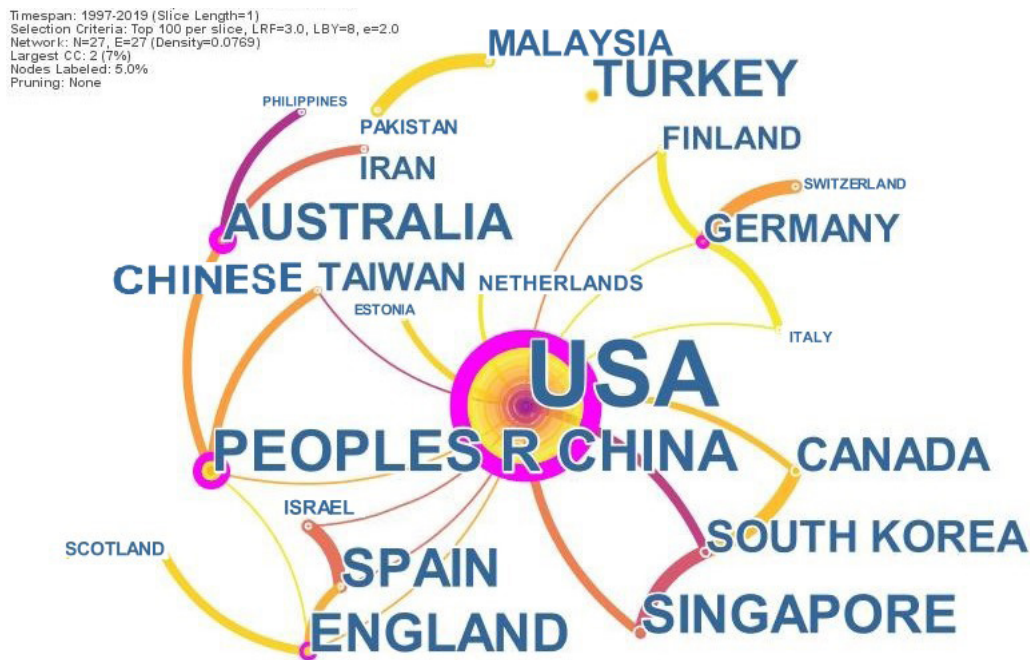 Timespan: 1997-2019 (Slice Length=1)
Selection Criteria: Top 100 per slice, LRF=3.0, LBY=8, e=2.0
Network: N=27, E=27 (Density=0.0769)
Largest CC: 2 (7%)
Nodes Labeled: 5.0%
Pruning: None
MALAYSIA
TURKEY
PHILIPPINES
PAKISTAN
FINLAND
IRAN
SWITZERLAND
AUSTRALIA
GERMANY
CHINESE TAIWAN
NETHERLANDS
ESTONIA
ITALY
USA
PEOPLES R CHINA
CANADA
ISRAEL
SOUTH KOREA
SCOTLAND
SPAIN
SINGAPORE
ENGLAND